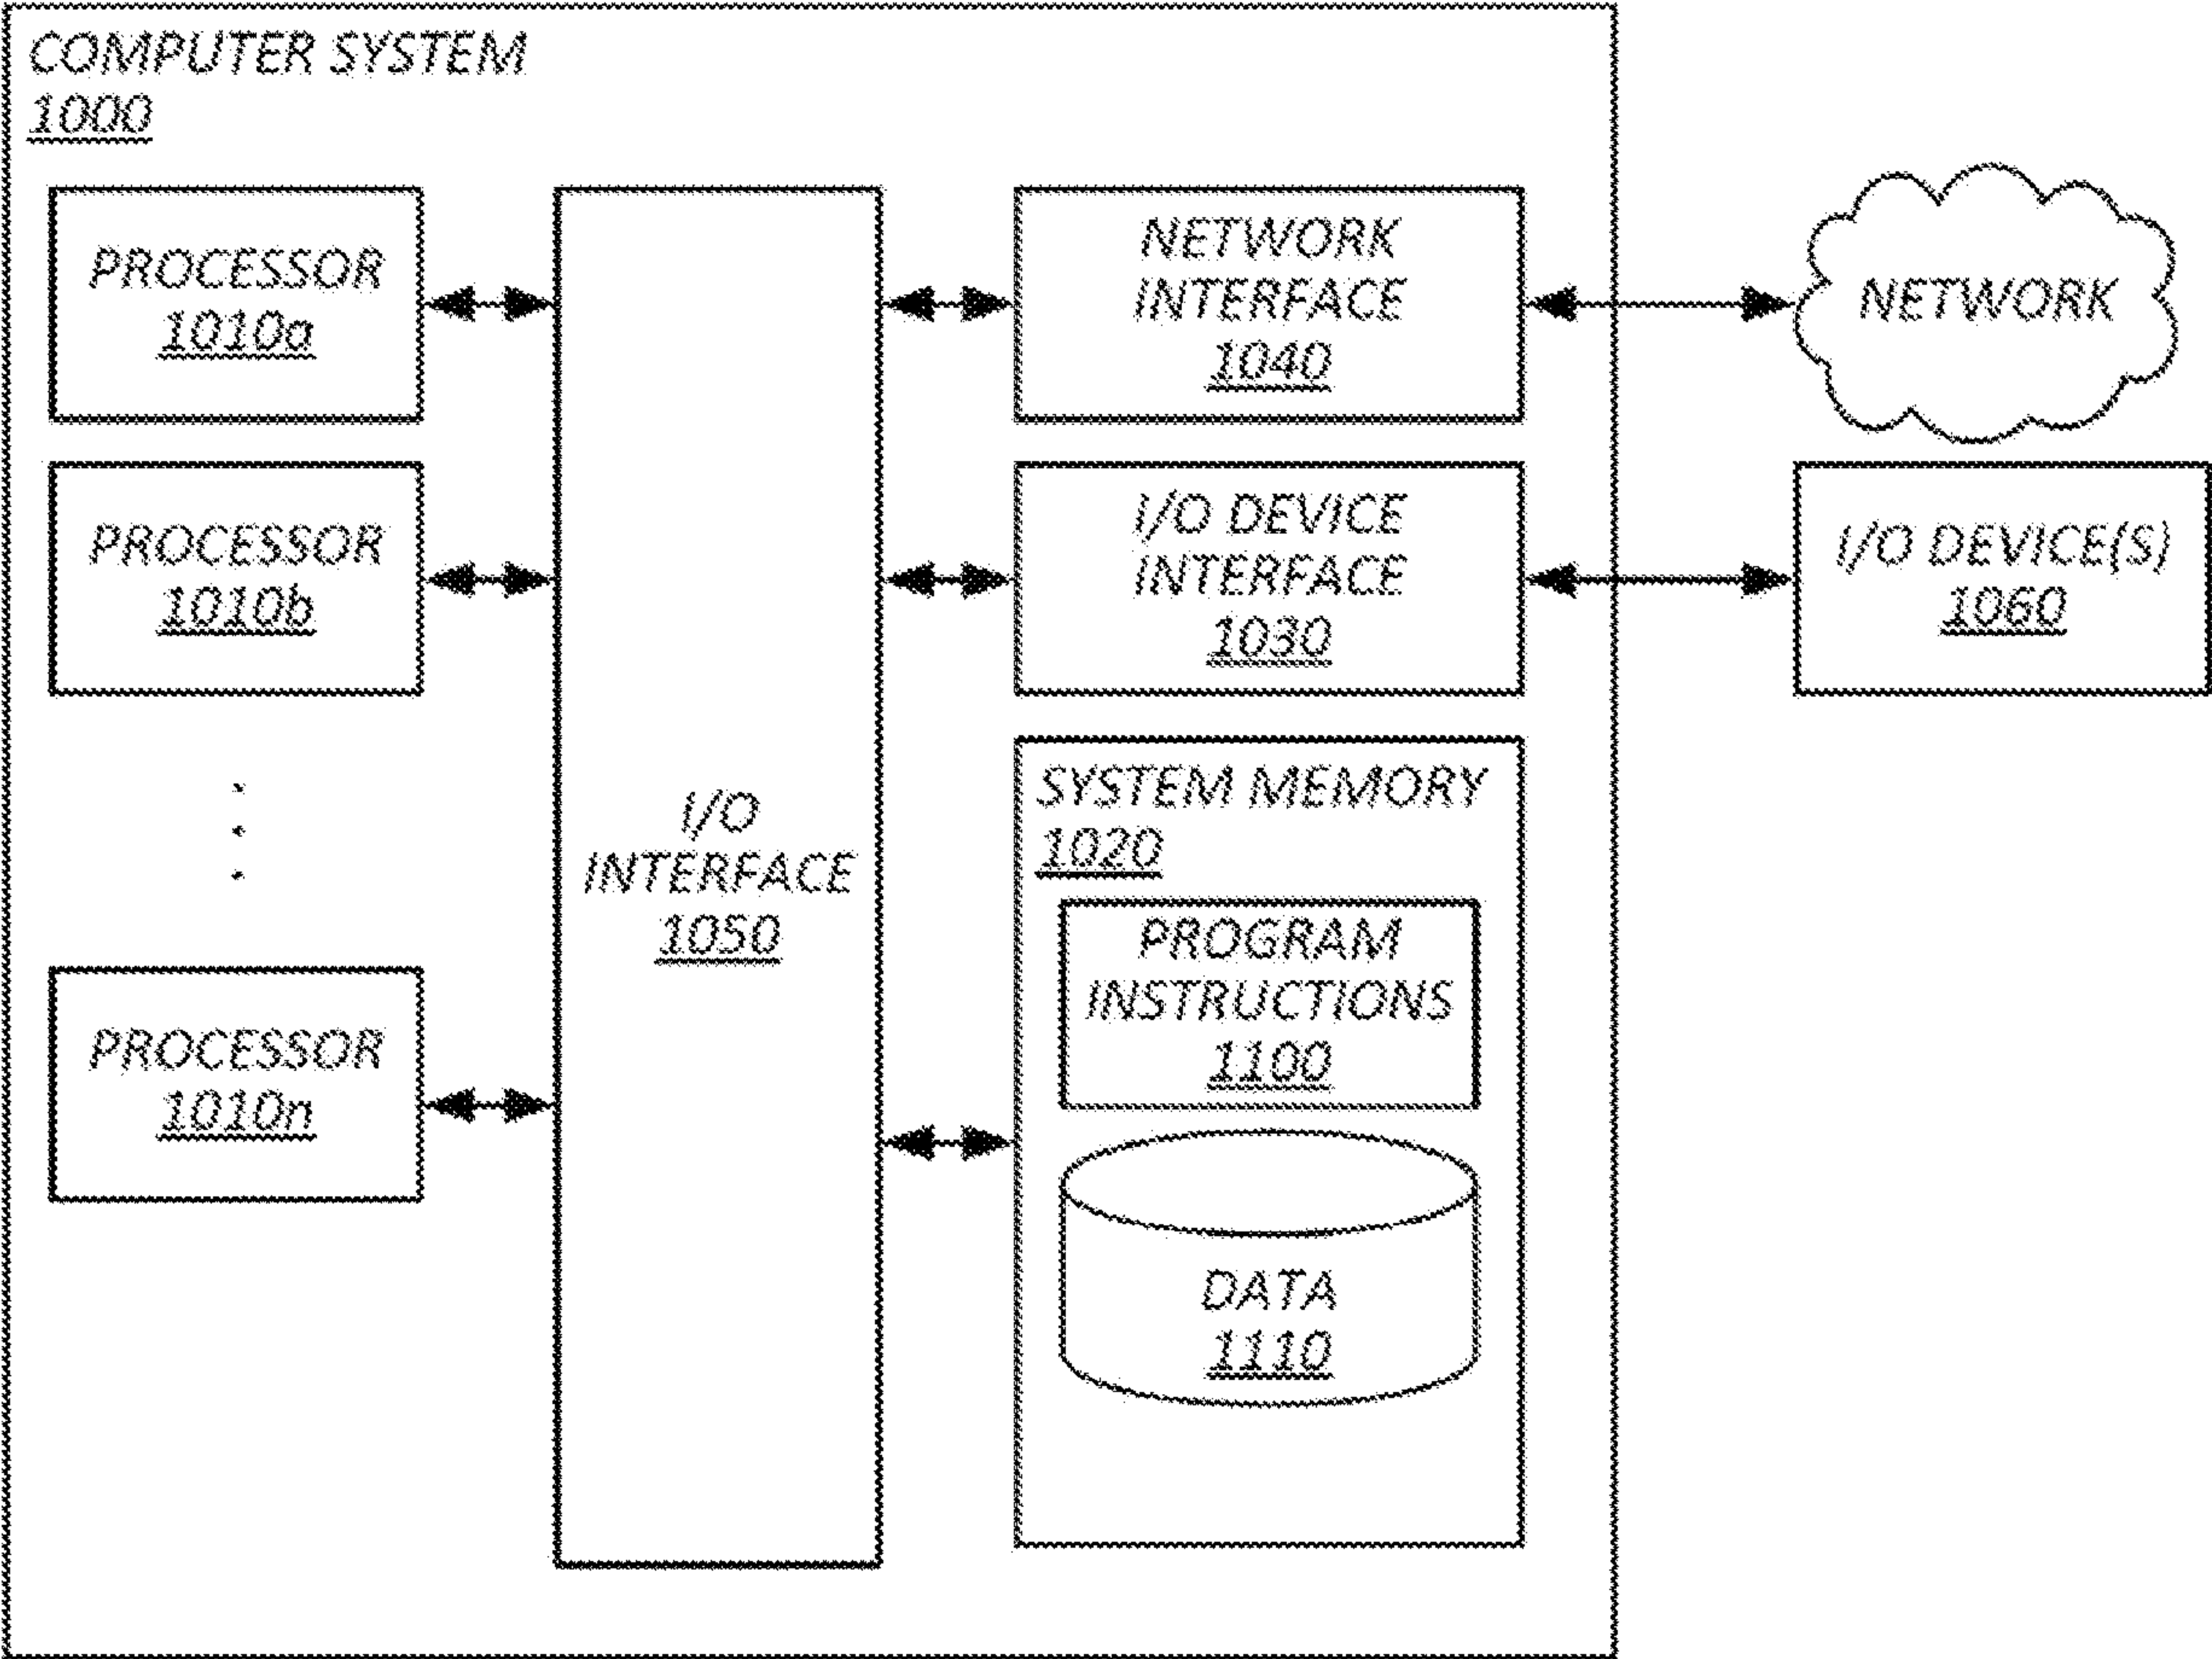 COMPUTER SYSTEM
1000
PROCESSOR
1010a
PROCESSOR
1010b
PROCESSOR
1010n
I/O
INTERFACE
1050
NETWORK
INTERFACE
1040
I/O DEVICE
INTERFACE
1030
SYSTEM MEMORY
1020
PROGRAM
INSTRUCTIONS
1100
DATA
1110
NETWORK
I/O DEVICE(S)
1060